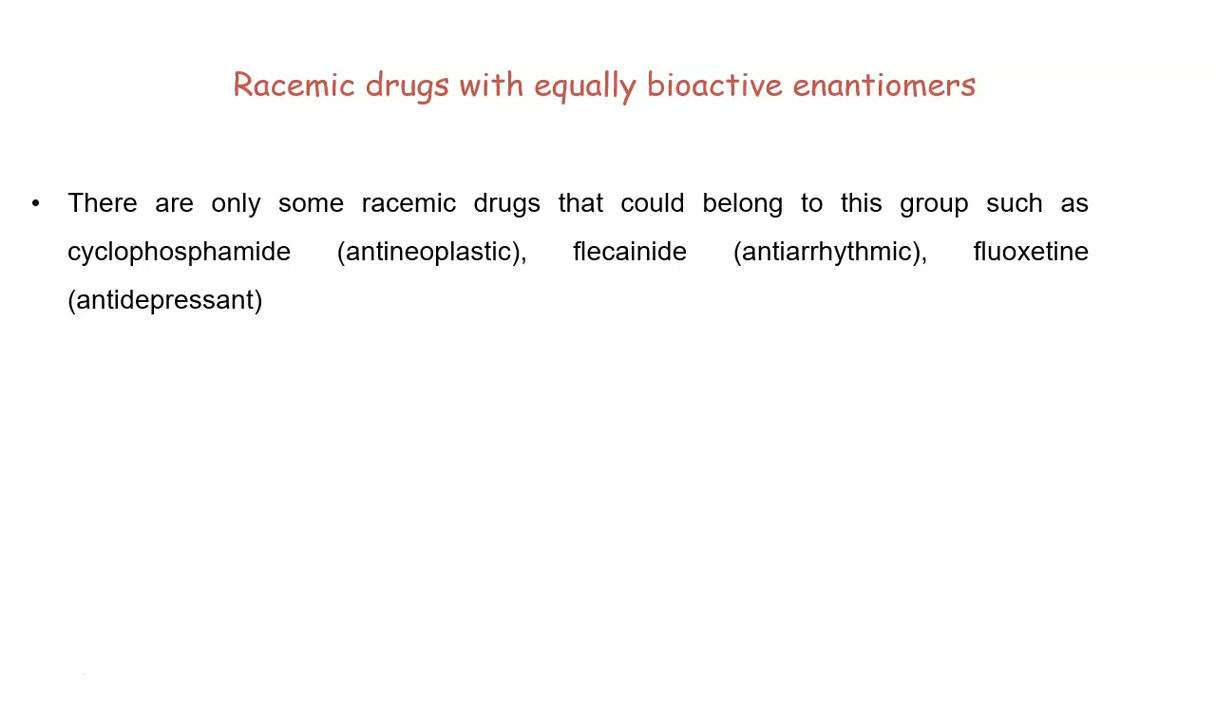 Racemic drugs with equally bioactive enantiomers
• There are only some racemic drugs that could belong to this group such as
cyclophosphamide (antineoplastic), flecainide (antiarrhythmic), fluoxetine
(antidepressant)